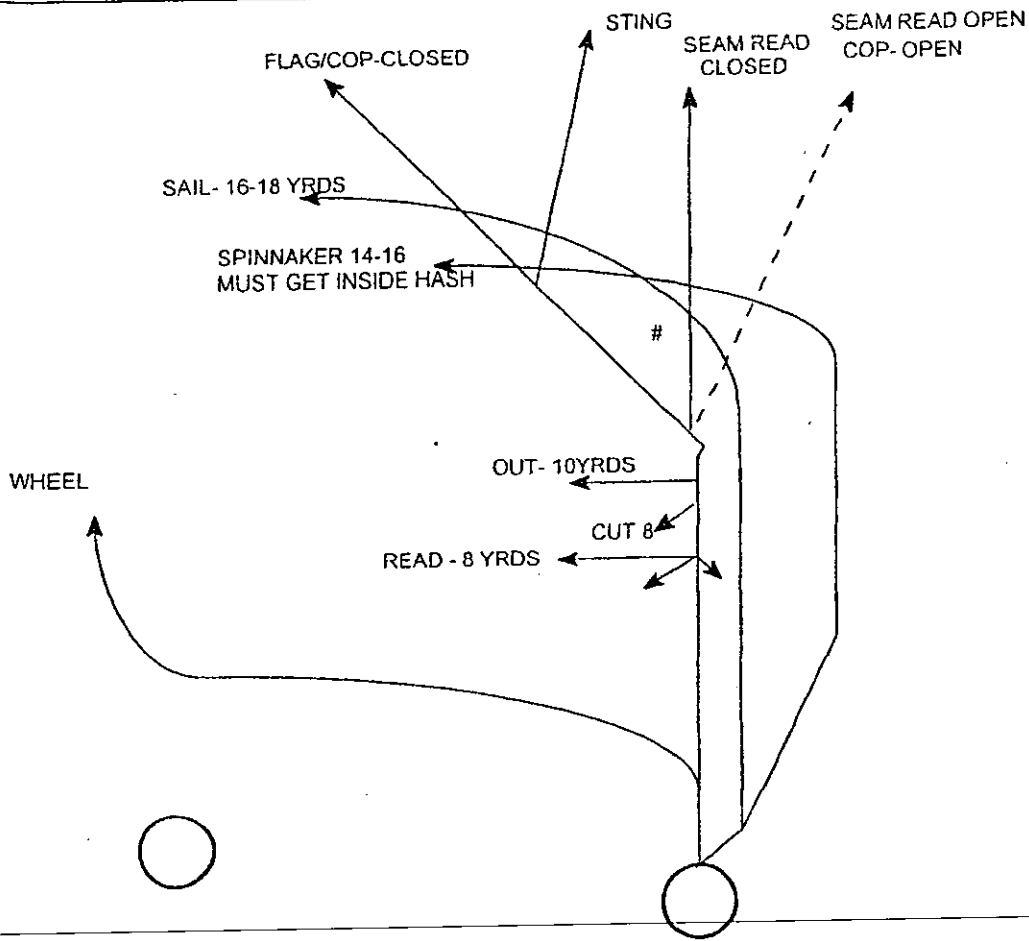 STING
SEAM READ OPEN
COP- OPEN
SEAM READ
CLOSED
FLAG/COP-CLOSED
SAIL- 16-18 YRDS
SPINNAKER 14-16
MUST GET INSIDE HASH
#
OUT- 10YRDS
WHEEL
CUT 8
READ - 8 YRDS